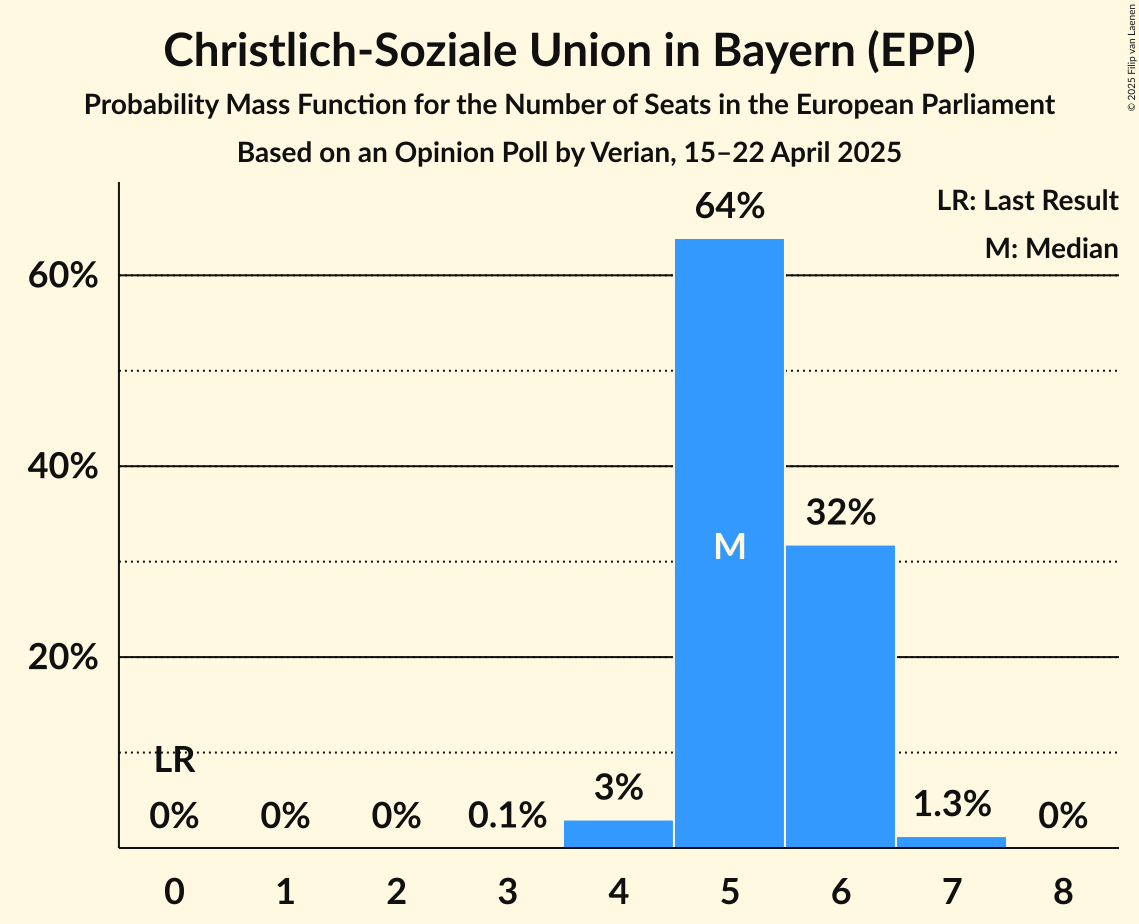 Christlich-Soziale Union in Bayern (EPP)
Probability Mass Function for the Number of Seats in the European Parliament
Based on an Opinion Poll by Verian, 15–22 April 2025
© 2025 Filip van Laenen
LR: Last Result
M: Median
64%
60%
40%
32%
M
20%
LR
0%
0%
0%
0.1%
3%
1.3%
0%
0 1 2 3 4 5 6 7 8